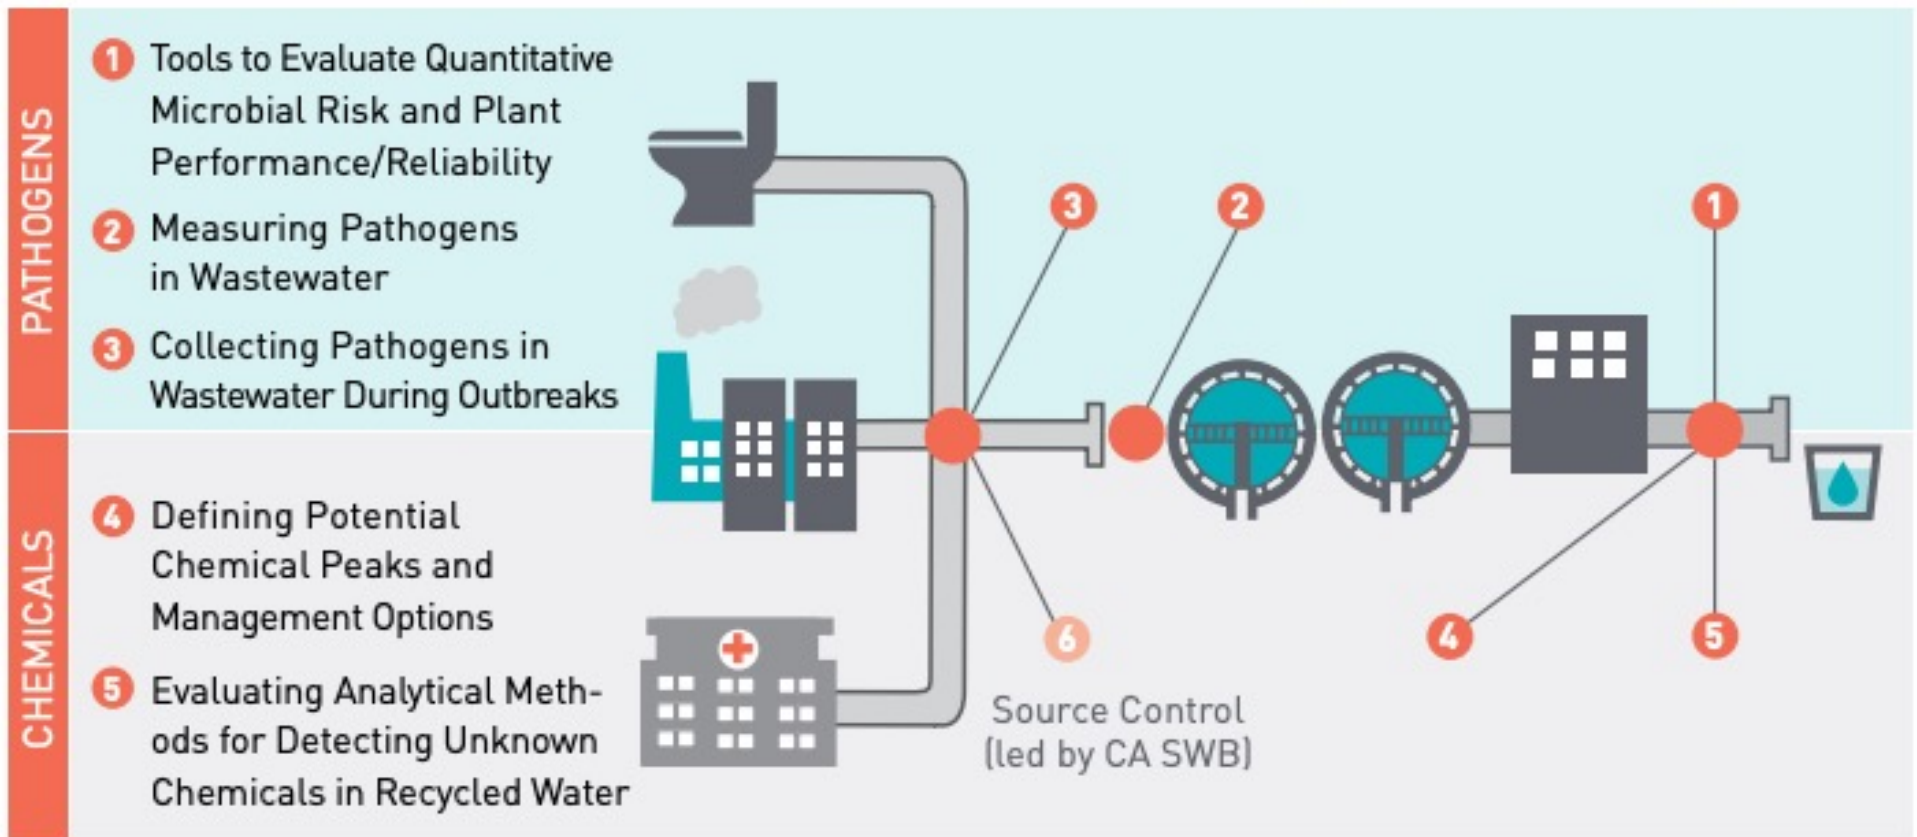 PATHOGENS
1 Tools to Evaluate Quantitative
Microbial Risk and Plant
Performance/Reliability
2 Measuring Pathogens
in Wastewater
3 Collecting Pathogens in
Wastewater During Outbreaks
CHEMICALS
4 Defining Potential
Chemical Peaks and
Management Options
5 Evaluating Analytical Meth-
ods for Detecting Unknown
Chemicals in Recycled Water
3
2
1
6
4
5
Source Control
(led by CA SWB)